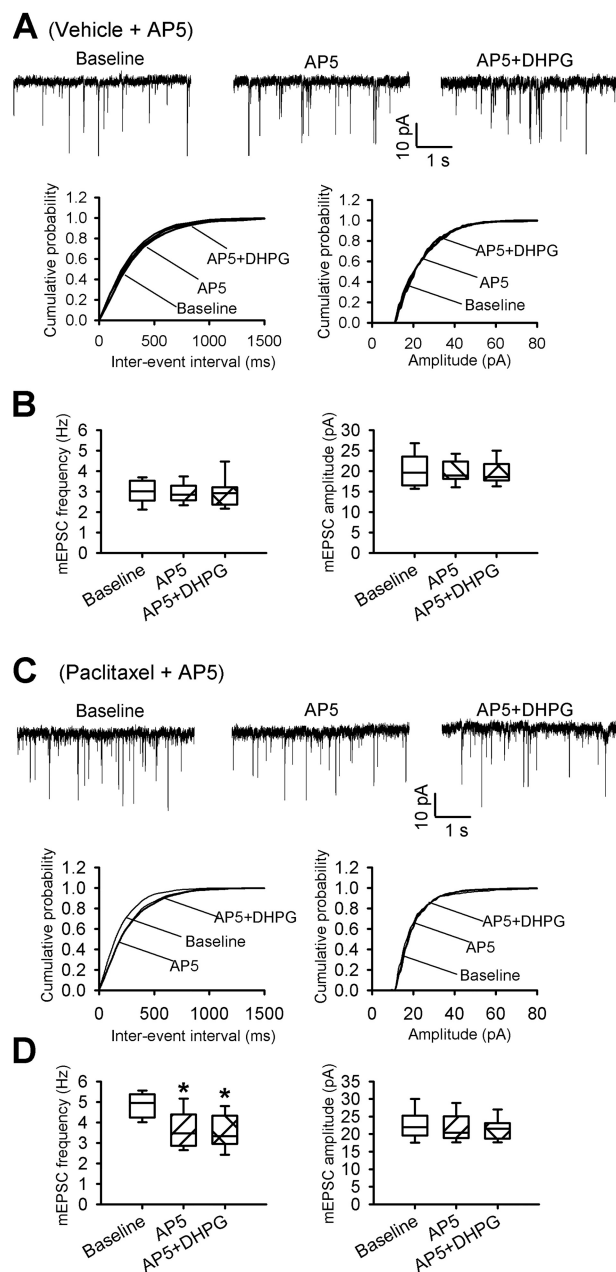 A (Vehicle + AP5)
Baseline AP5 AP5+DHPG
10 pA
1 s
Cumulative probability
1.2
1.0
0.8
0.6
0.4
0.2
0.0
AP5+DHPG
AP5
Baseline
0 500 1000 1500
Inter-event interval (ms)
Cumulative probability
1.2
1.0
0.8
0.6
0.4
0.2
0.0
AP5+DHPG
AP5
Baseline
0 20 40 60 80
Amplitude (pA)
B
mEPSC frequency (Hz)
6
5
4
3
2
1
0
Baseline
AP5
AP5+DHPG
mEPSC amplitude (pA)
30
25
20
15
10
5
0
Baseline
AP5
AP5+DHPG
C (Paclitaxel + AP5)
Baseline AP5 AP5+DHPG
10 pA
1 s
Cumulative probability
1.2
1.0
0.8
0.6
0.4
0.2
0.0
AP5+DHPG
Baseline
AP5
0 500 1000 1500
Inter-event interval (ms)
Cumulative probability
1.2
1.0
0.8
0.6
0.4
0.2
0.0
AP5+DHPG
AP5
Baseline
0 20 40 60 80
Amplitude (pA)
D
mEPSC frequency (Hz)
6
5
4
3
2
1
0
* *
Baseline
AP5
AP5+DHPG
mEPSC amplitude (pA)
35
30
25
20
15
10
5
0
Baseline
AP5
AP5+DHPG